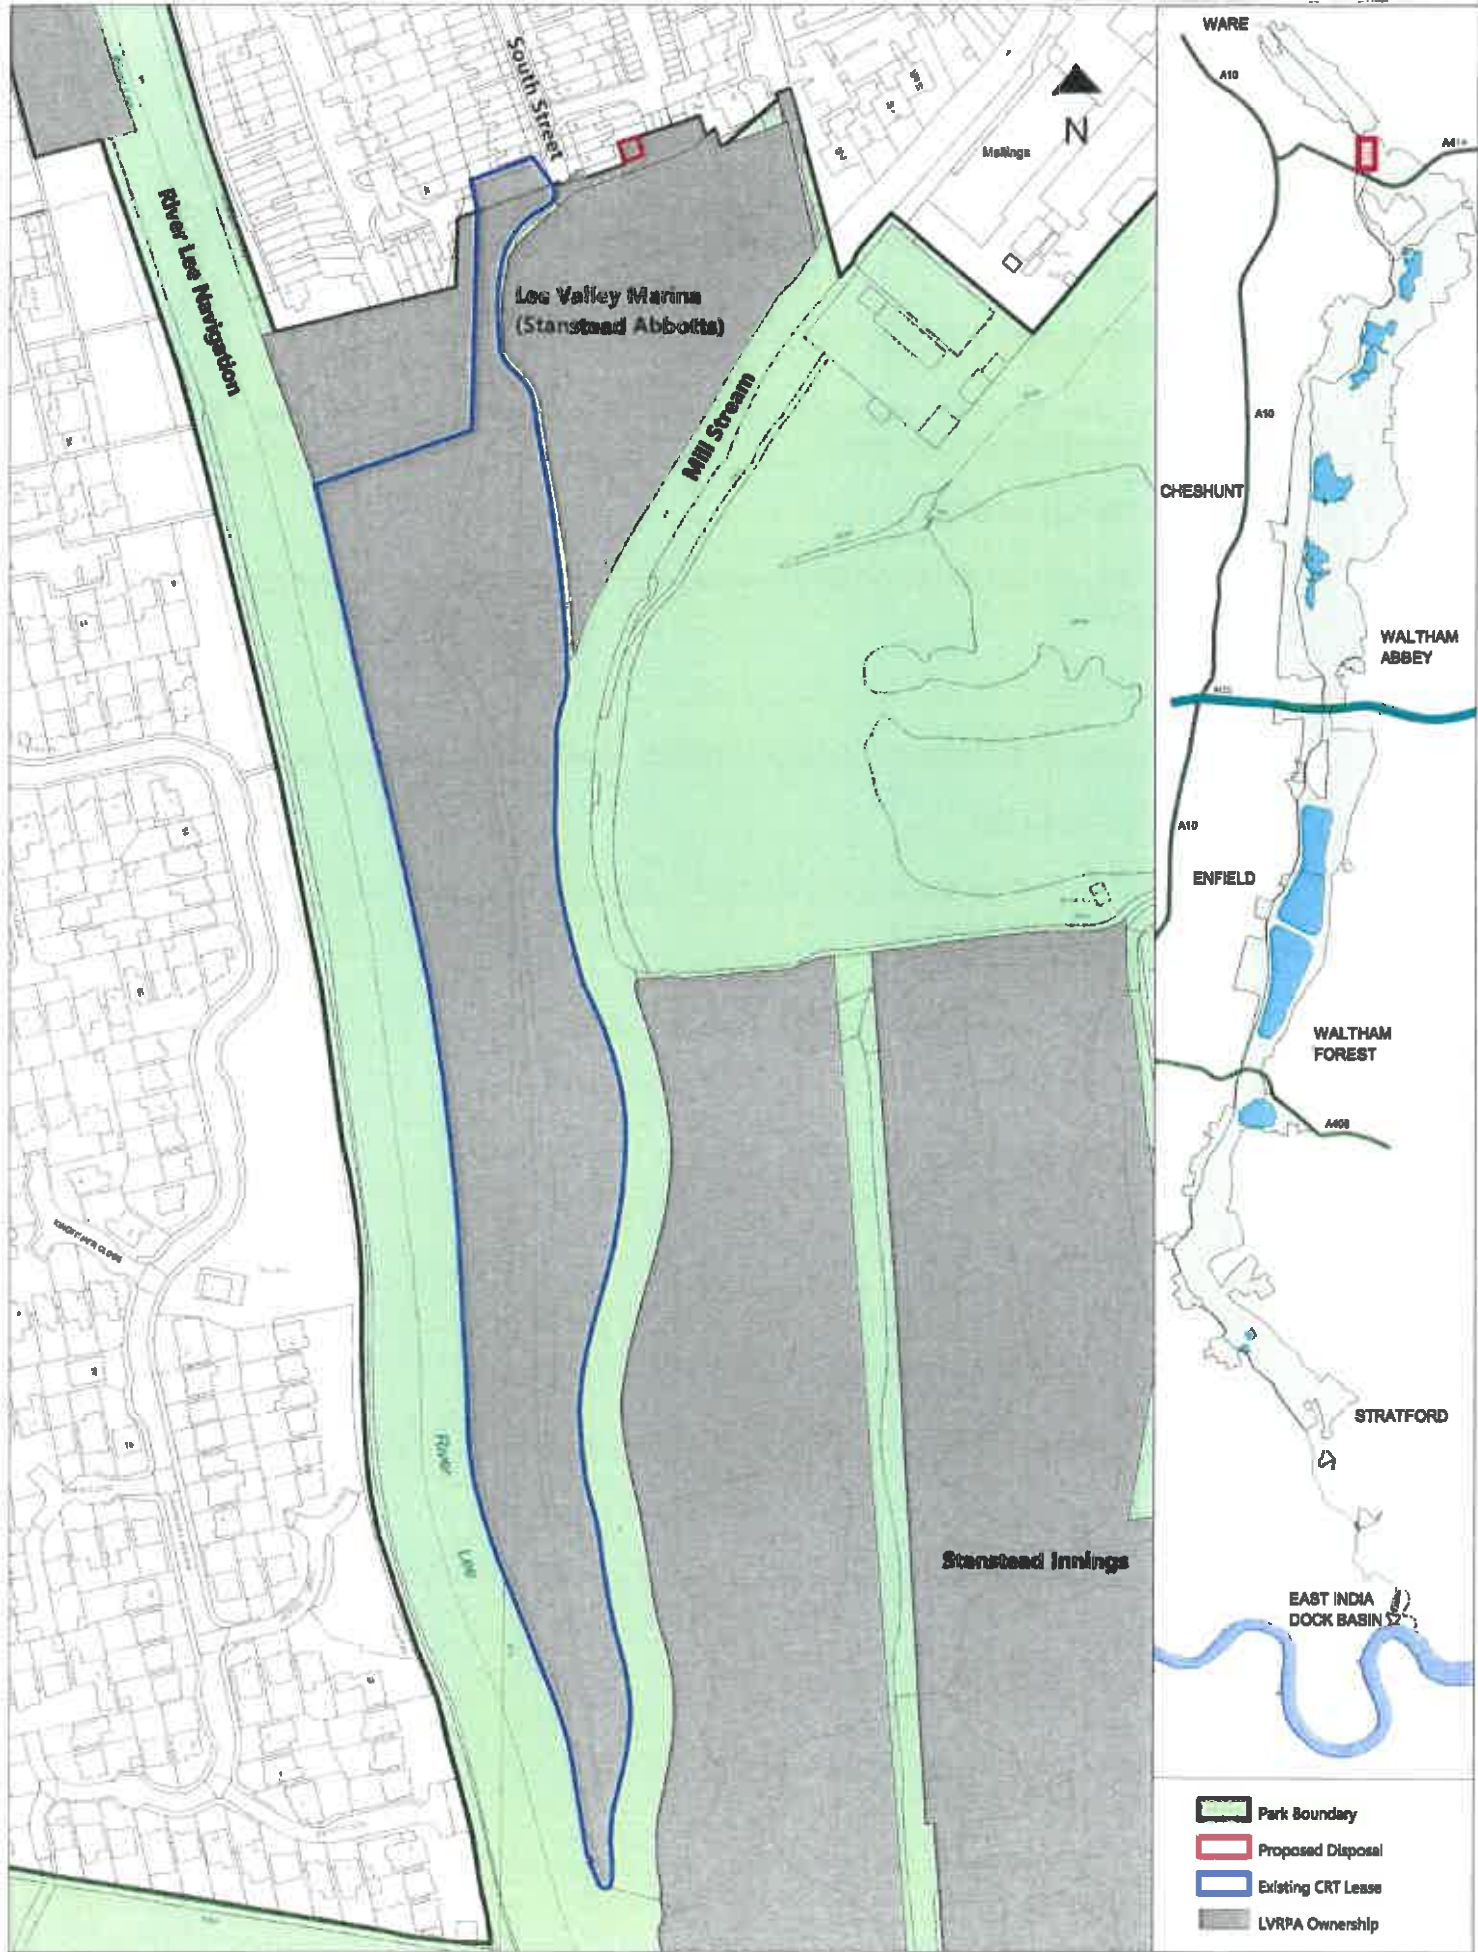 South Street
N
Maltings
River Lee Navigation
Lee Valley Marina
(Stanstead Abbotts)
Mill Stream
River
Lee
Stanstead Innings
WARE
A10
A10
CHESHUNT
WALTHAM
ABBEY
A10
ENFIELD
WALTHAM
FOREST
A406
STRATFORD
EAST INDIA
DOCK BASIN
Park Boundary
Proposed Disposal
Existing CRT Lease
LVRPA Ownership